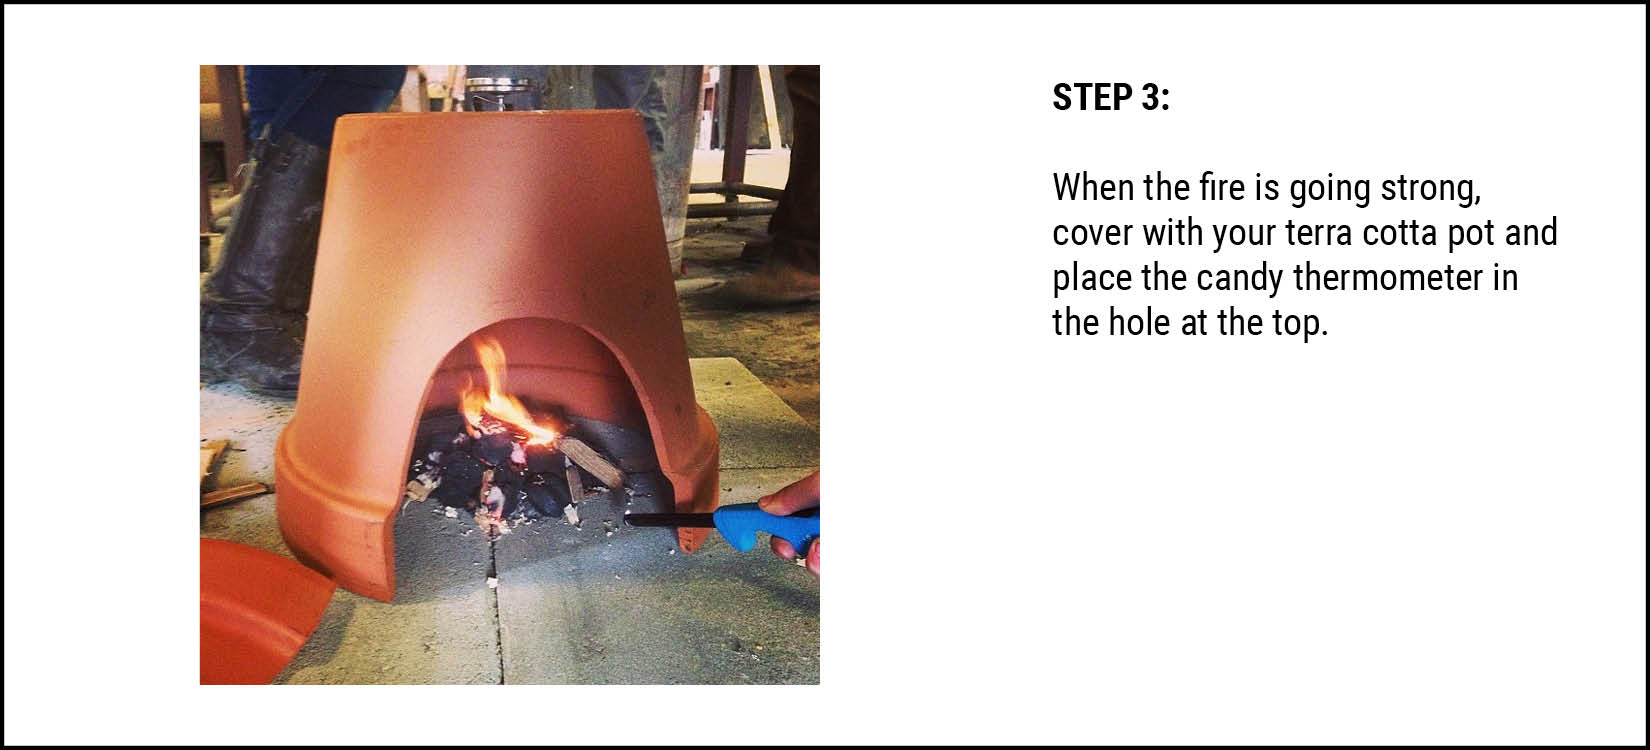 STEP 3:
When the fire is going strong,
cover with your terra cotta pot and
place the candy thermometer in
the hole at the top.